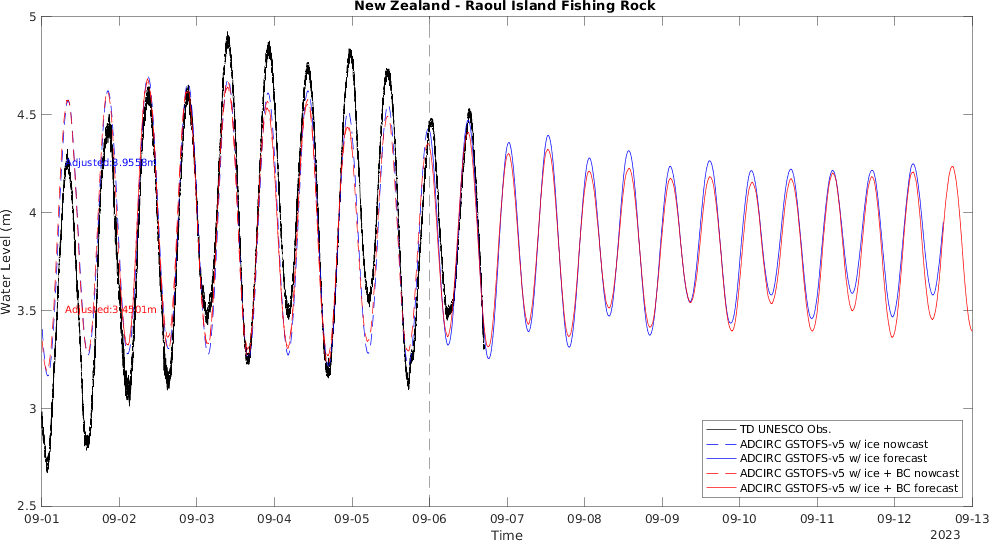 New Zealand - Raoul Island Fishing Rock
5
4.5
4
3.5
3
2.5
Water Level (m)
Adjusted:3.9558m
Adjusted:3.4501m
TD UNESCO Obs.
ADCIRC GSTOFS-v5 w/ ice nowcast
ADCIRC GSTOFS-v5 w/ ice forecast
ADCIRC GSTOFS-v5 w/ ice + BC nowcast
ADCIRC GSTOFS-v5 w/ ice + BC forecast
09-01 09-02 09-03 09-04 09-05 09-06 09-07 09-08 09-09 09-10 09-11 09-12 09-13
Time
2023